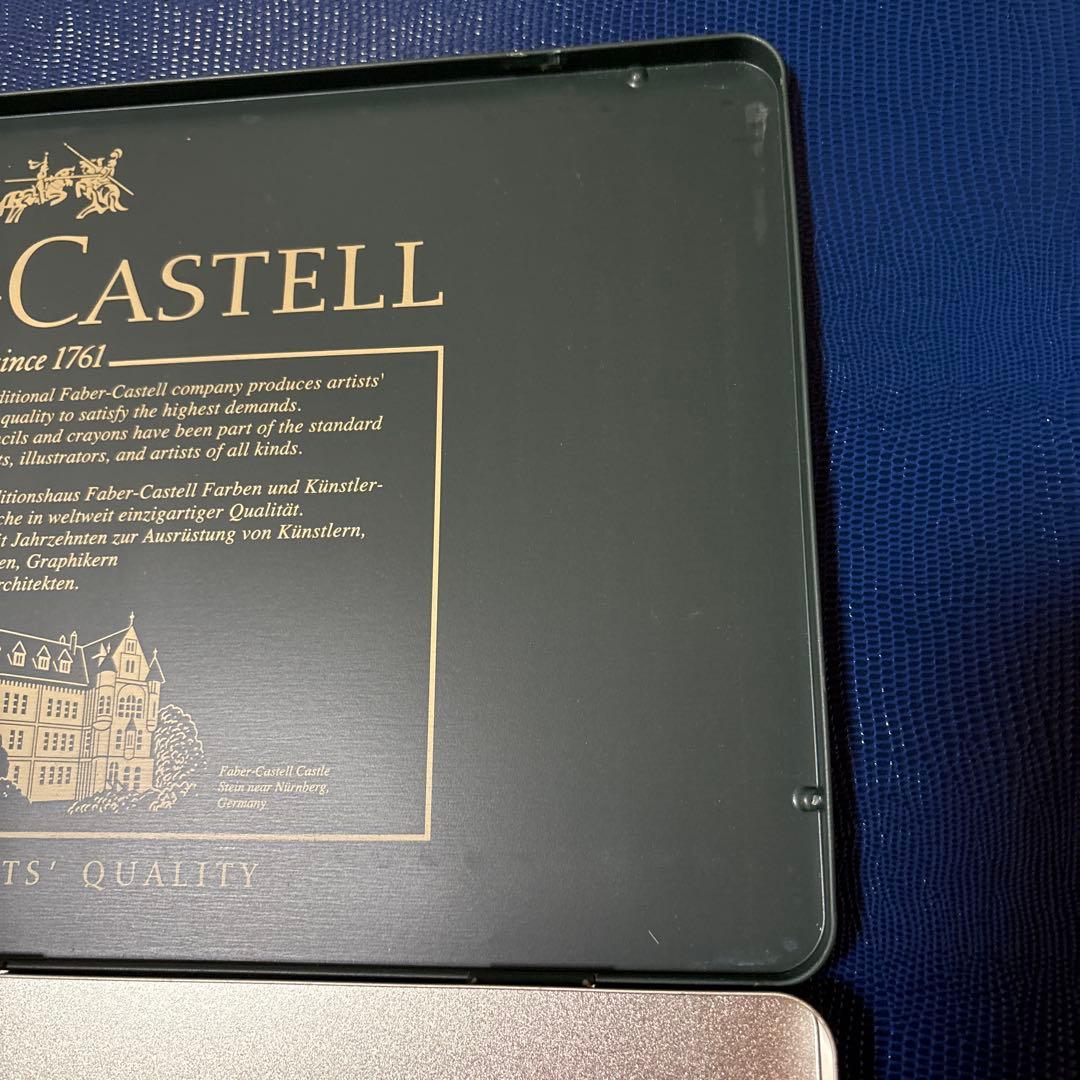 -CASTELL
since 1761
ditional Faber-Castell company produces artists'
quality to satisfy the highest demands.
cils and crayons have been part of the standard
ts, illustrators, and artists of all kinds.
ditionshaus Faber-Castell Farben und Künstler-
che in weltweit einzigartiger Qualität.
it Jahrzehnten zur Ausrüstung von Künstlern,
en, Graphikern
rchitekten.
Faber-Castell Castle
Stein near Nürnberg,
Germany
TS' QUALITY